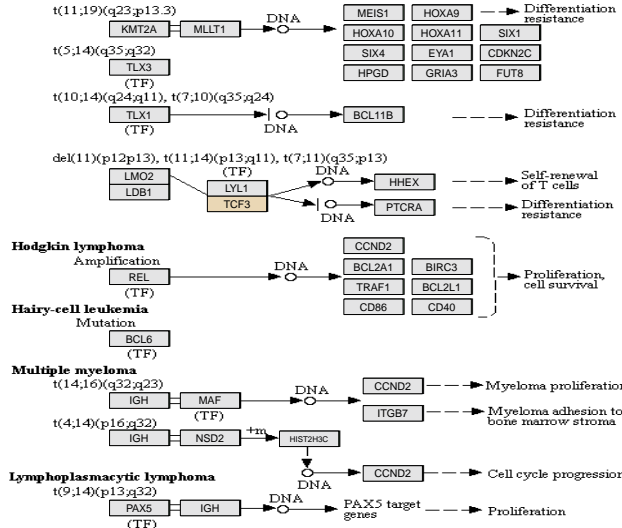 t(11;19)(q23;p13.3)
KMT2A MLLT1 DNA MEIS1 HOXA9 Differentiation
resistance
HOXA10 HOXA11 SIX1
SIX4 EYA1 CDKN2C
HPGD GRIA3 FUT8
t(5;14)(q35;q32)
TLX3
(TF)
t(10;14)(q24;q11), t(7;10)(q35;q24)
TLX1 DNA BCL11B Differentiation
(TF) resistance
del(11)(p12p13), t(11;14)(p13;q11), t(7;11)(q35;p13)
(TF)
LMO2 LYL1 DNA HHEX Self-renewal
of T cells
LDB1 TCF3 DNA PTCRA Differentiation
resistance
Hodgkin lymphoma
Amplification
REL DNA
(TF)
CCND2
BCL2A1 BIRC3
TRAF1 BCL2L1
CD86 CD40
Proliferation,
cell survival
Hairy-cell leukemia
Mutation
BCL6
(TF)
Multiple myeloma
t(14;16)(q32;q23)
IGH MAF DNA CCND2 Myeloma proliferation
(TF)
ITGB7 Myeloma adhesion to
bone marrow stroma
t(4;14)(p16;q32)
IGH NSD2 +m HIST2H3C
DNA CCND2 Cell cycle progression
Lymphoplasmacytic lymphoma
t(9;14)(p13;q32)
PAX5 IGH DNA PAX5 target
genes Proliferation
(TF)